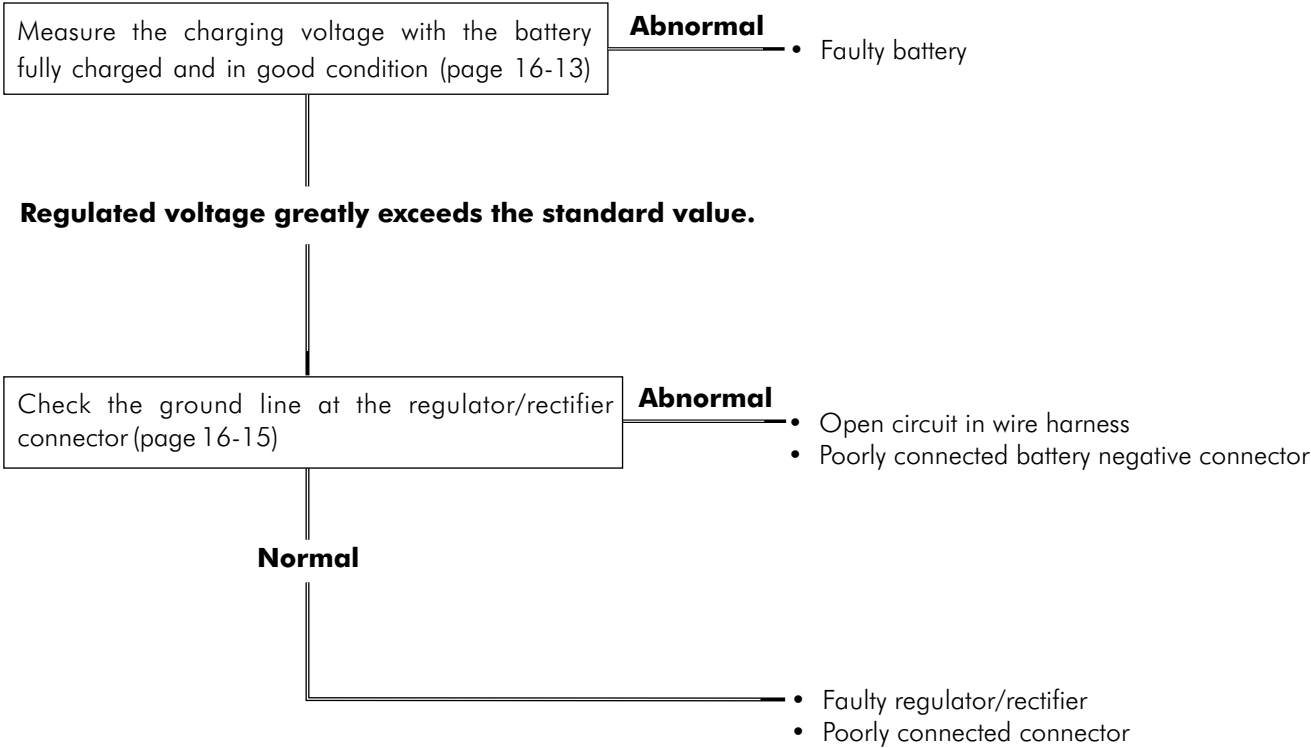 Measure the charging voltage with the battery
fully charged and in good condition (page 16-13)
Abnormal
• Faulty battery
Regulated voltage greatly exceeds the standard value.
Check the ground line at the regulator/rectifier
connector (page 16-15)
Abnormal
• Open circuit in wire harness
• Poorly connected battery negative connector
Normal
• Faulty regulator/rectifier
• Poorly connected connector